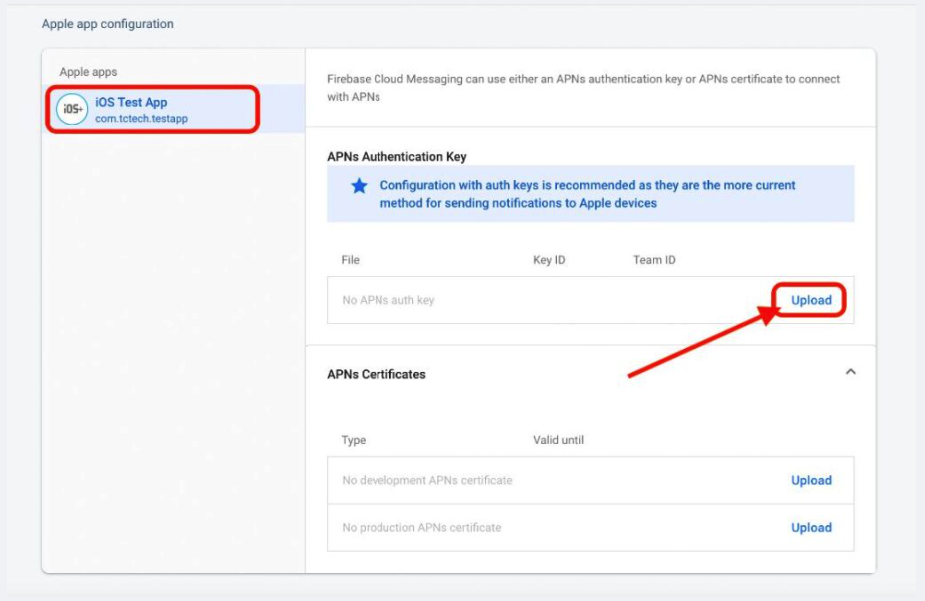 Apple app configuration
Apple apps
iOS+
iOS Test App
com.tctech.testapp
Firebase Cloud Messaging can use either an APNs authentication key or APNs certificate to connect
with APNs
APNs Authentication Key
Configuration with auth keys is recommended as they are the more current
method for sending notifications to Apple devices
File Key ID Team ID
No APNs auth key Upload
APNs Certificates
Type Valid until
No development APNs certificate Upload
No production APNs certificate Upload